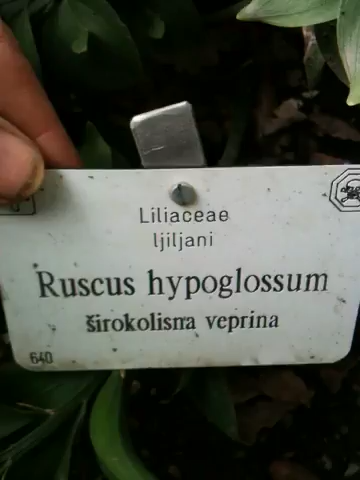 Liliaceae
ljiljani
Ruscus hypoglossum
širokolisna veprina
640